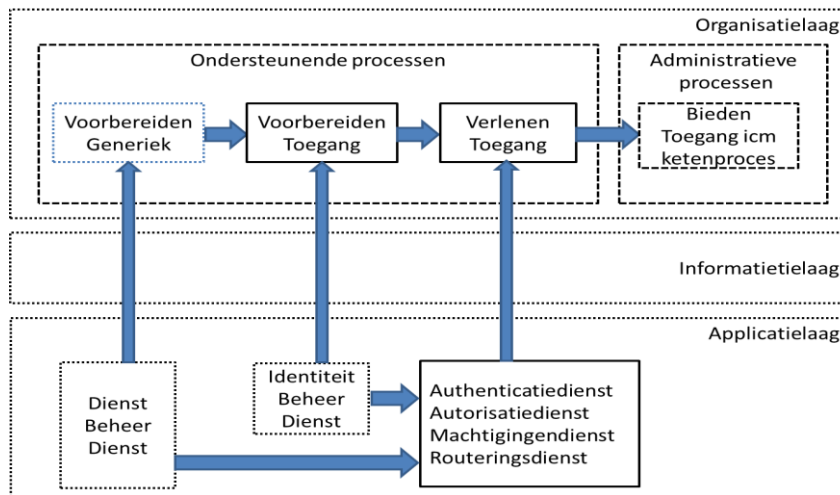 Organisatielaag
Ondersteunende processen
Administratieve
processen
Voorbereiden
Generiek
Voorbereiden
Toegang
Verlenen
Toegang
Bieden
Toegang icm
ketenproces
Informatietielaag
Applicatielaag
Dienst
Beheer
Dienst
Identiteit
Beheer
Dienst
Authenticatiedienst
Autorisatiedienst
Machtigingendienst
Routeringsdienst